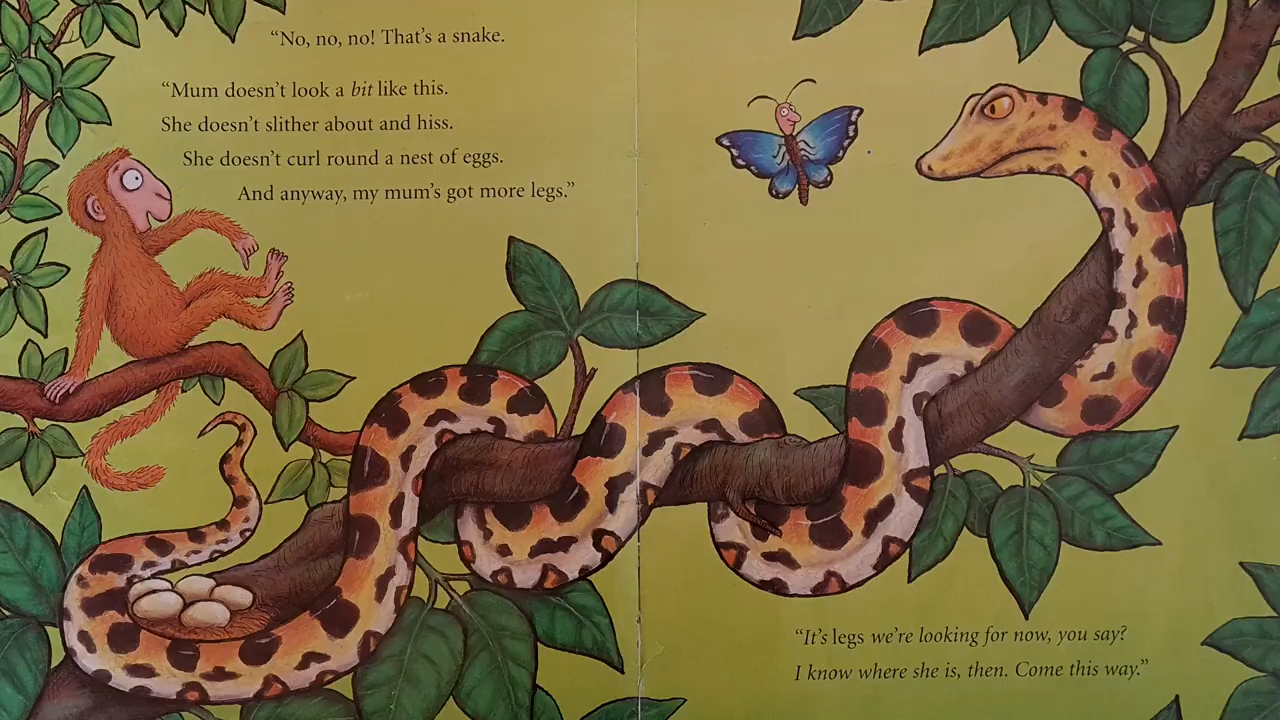 “No, no, no! That’s a snake.
“Mum doesn’t look a bit like this.
She doesn’t slither about and hiss.
She doesn’t curl round a nest of eggs.
And anyway, my mum’s got more legs.”
“It’s legs we’re looking for now, you say?
I know where she is, then. Come this way.”